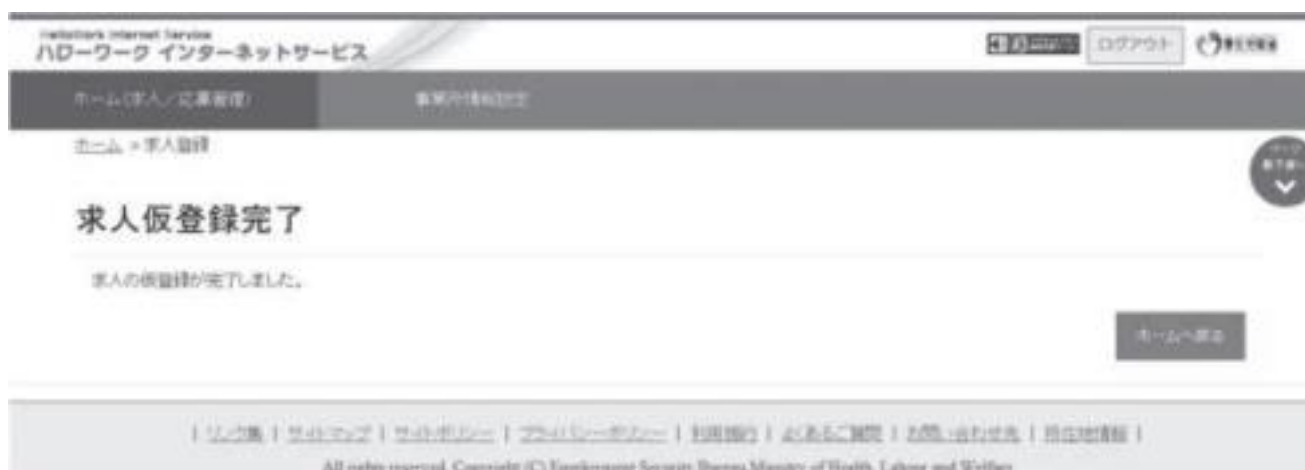 HelloWork Internet Service
ハローワーク インターネットサービス
ログアウト
ホーム(求人/応募管理)
事業所情報設定
ホーム > 求人登録
求人仮登録完了
求人の仮登録が完了しました。
ホームへ戻る
| リンク集 | サイトマップ | サイトポリシー | プライバシーポリシー | 利用規約 | よくあるご質問 | お問い合わせ先 | 所在地情報 |
All rights reserved. Copyright (C) Employment Security Bureau Ministry of Health, Labour and Welfare